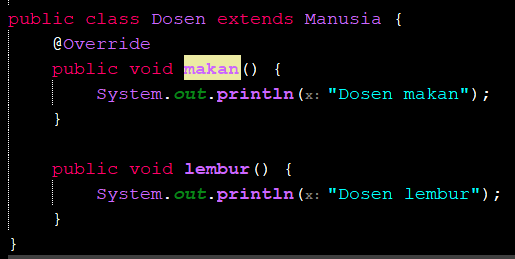 public class Dosen extends Manusia {
@Override
public void makan() {
System.out.println(x: "Dosen makan");
}
public void lembur() {
System.out.println(x: "Dosen lembur");
}
}